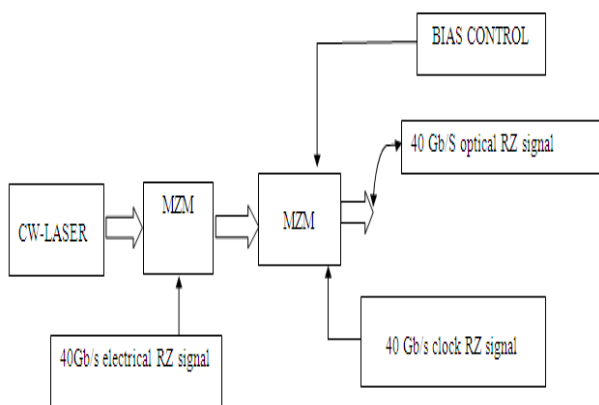 BIAS CONTROL
40 Gb/S optical RZ signal
MZM
CW-LASER
MZM
40Gb/s electrical RZ signal
40 Gb/s clock RZ signal